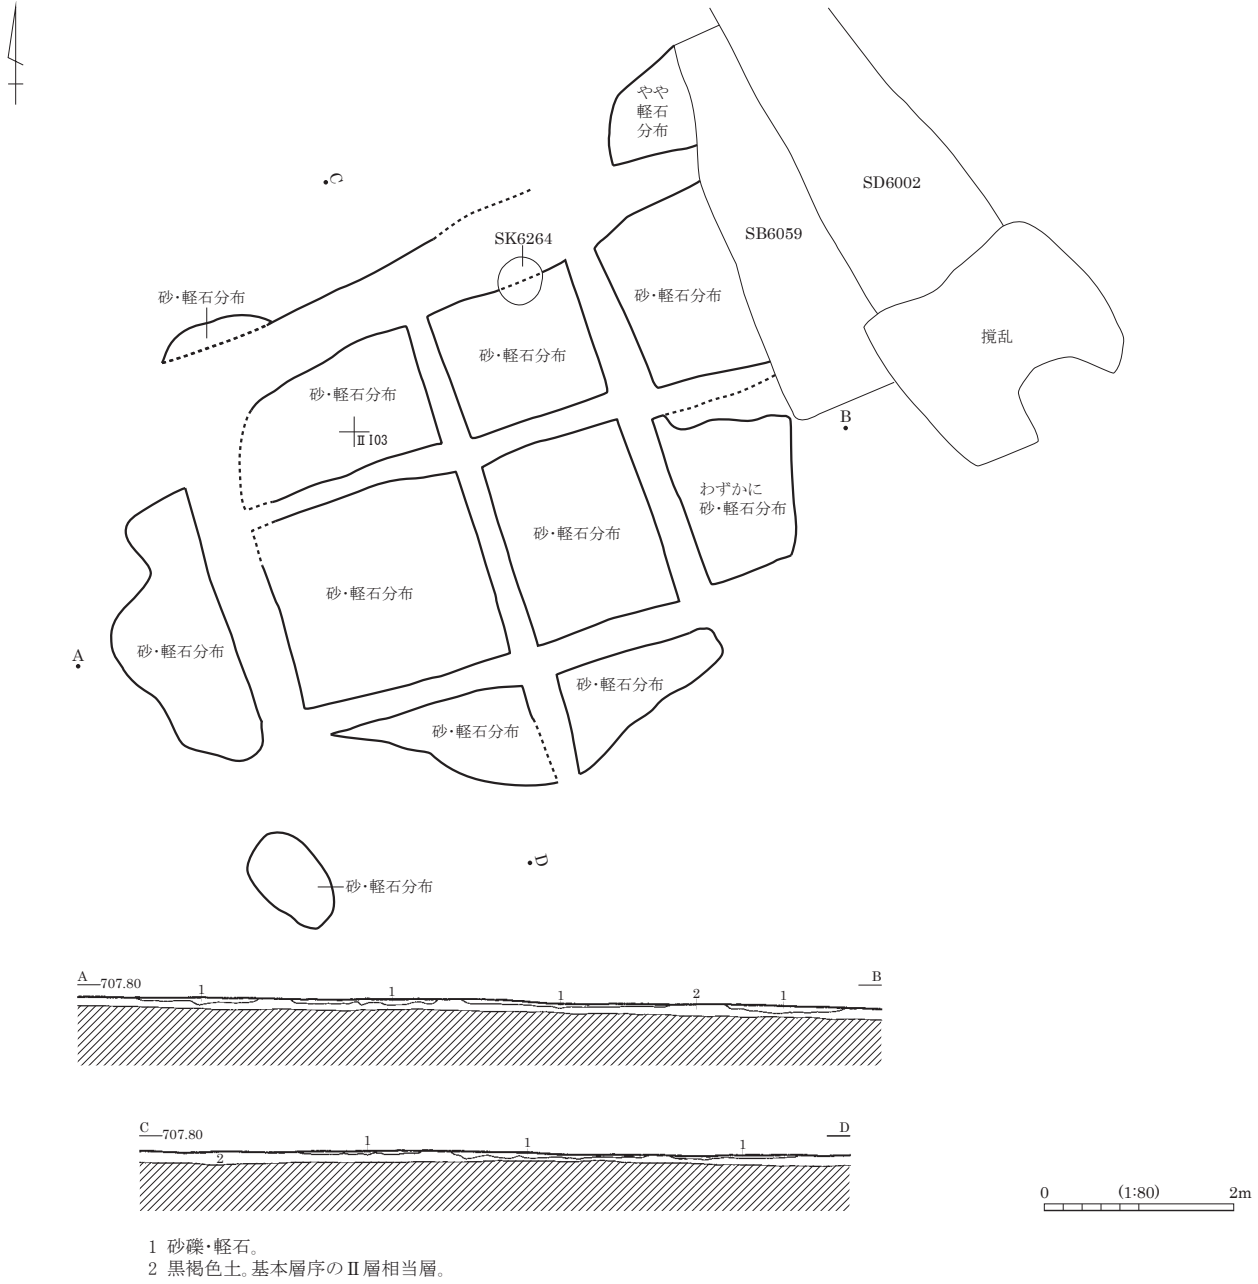 やや
軽石
分布
C
SD6002
SB6059
SK6264
砂・軽石分布
砂・軽石分布
砂・軽石分布
砂・軽石分布
撹乱
ⅡI03
B
わずかに
砂・軽石分布
砂・軽石分布
砂・軽石分布
砂・軽石分布
A
砂・軽石分布
砂・軽石分布
D
砂・軽石分布
A 707.80 B
1 1 1 2 1
C 707.80 D
1 1 1
2
0 (1:80) 2m
1 砂礫・軽石。
2 黒褐色土。基本層序のⅡ層相当層。